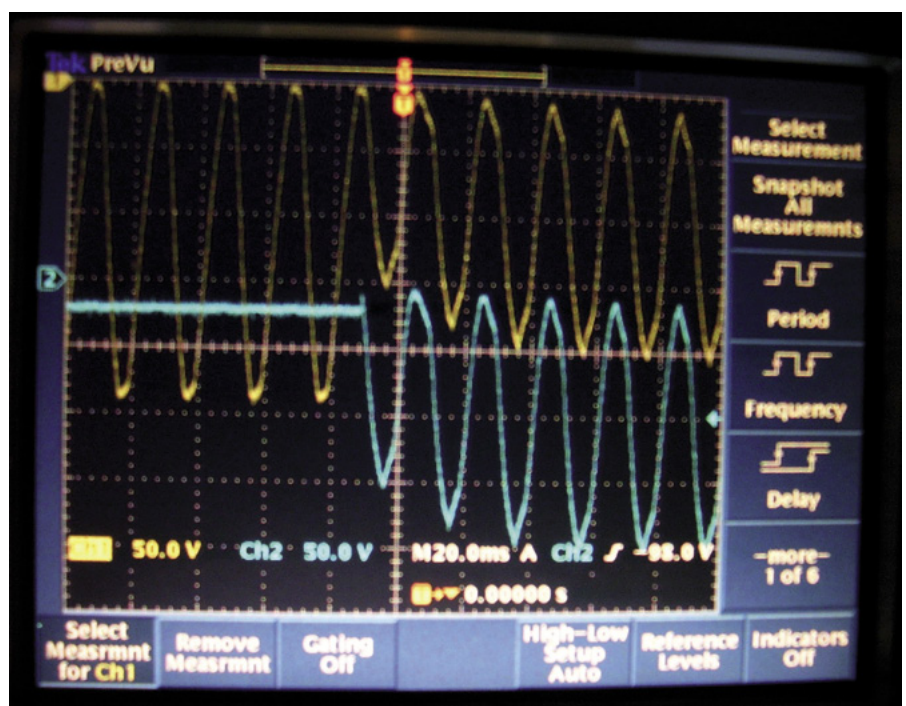 Tek PreVu
T
1
2
Ch1 50.0 V Ch2 50.0 V M20.0ms A Ch2 -98.0 V
0.00000 s
Select
Measurement
Snapshot
All
Measuremnts
Period
Frequency
Delay
-more-
1 of 6
Select
Measrmnt
for Ch1
Remove
Measrmnt
Gating
Off
High-Low
Setup
Auto
Reference
Levels
Indicators
Off